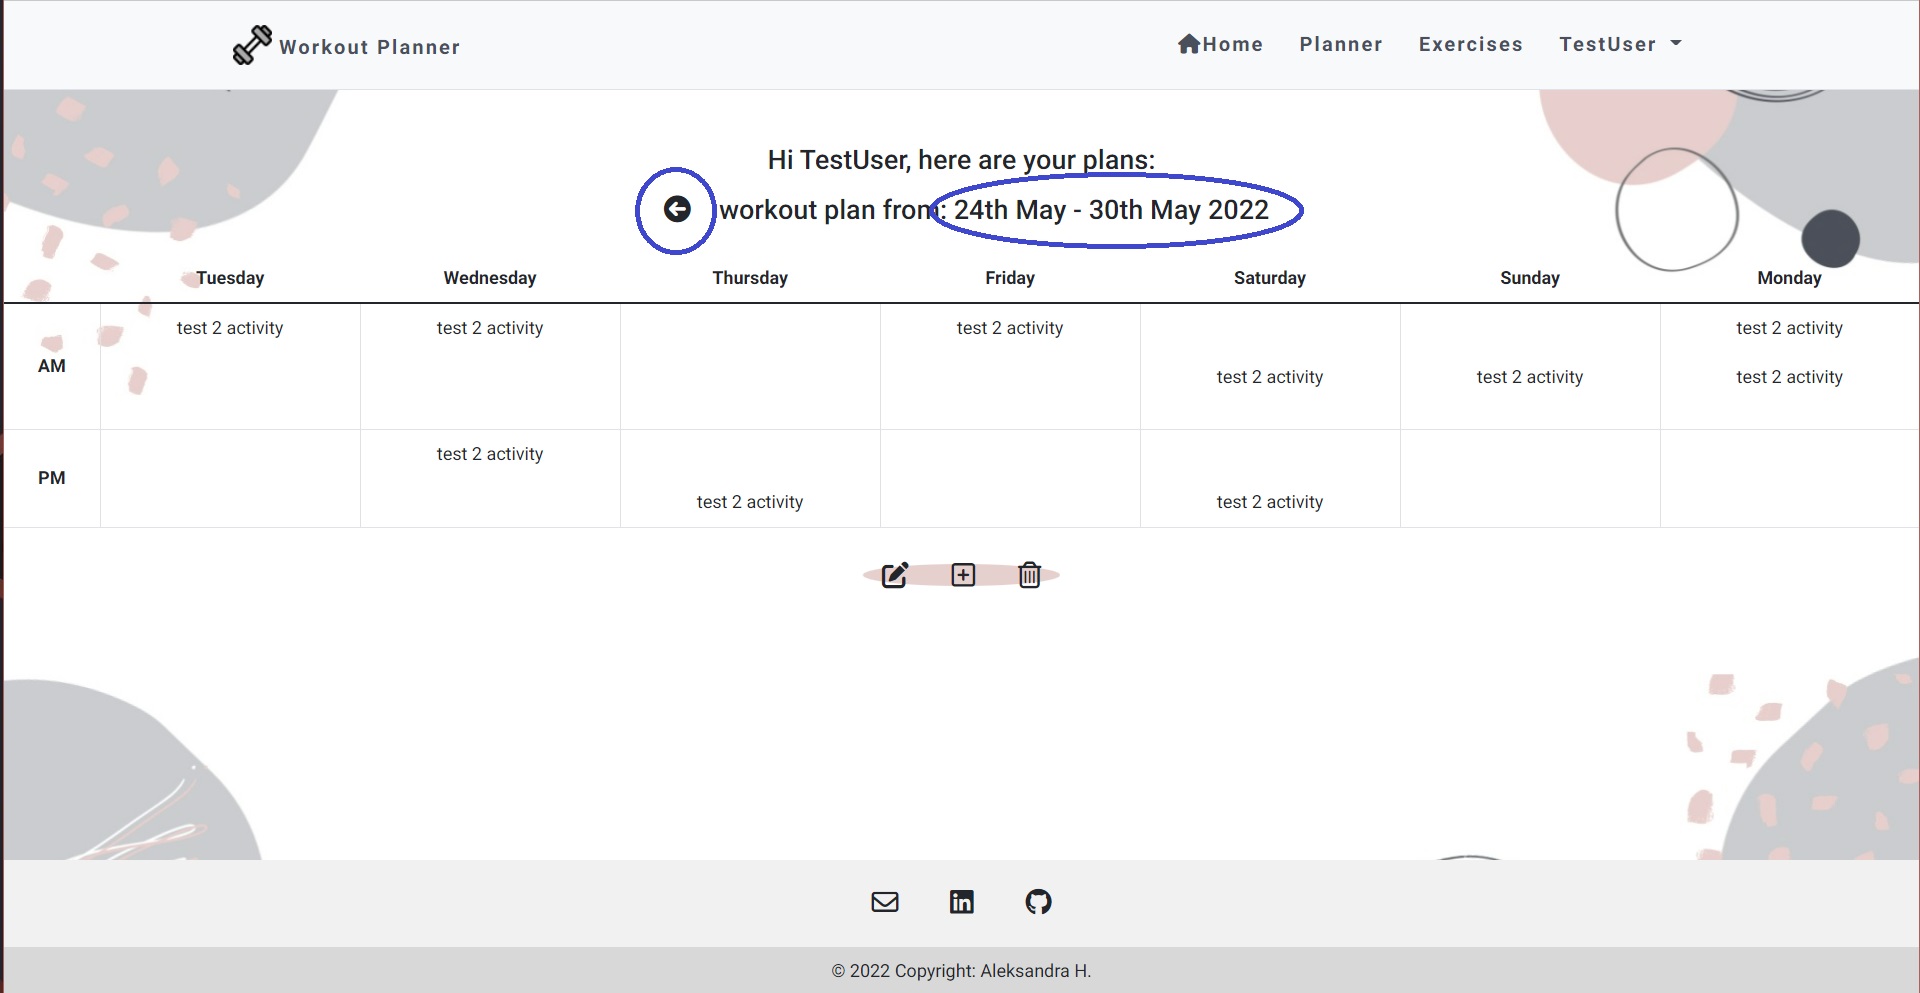 Workout Planner
Home Planner Exercises TestUser
Hi TestUser, here are your plans:
workout plan from: 24th May - 30th May 2022
Tuesday Wednesday Thursday Friday Saturday Sunday Monday
test 2 activity test 2 activity test 2 activity test 2 activity
AM
test 2 activity test 2 activity test 2 activity
test 2 activity
PM
test 2 activity test 2 activity
in
© 2022 Copyright: Aleksandra H.